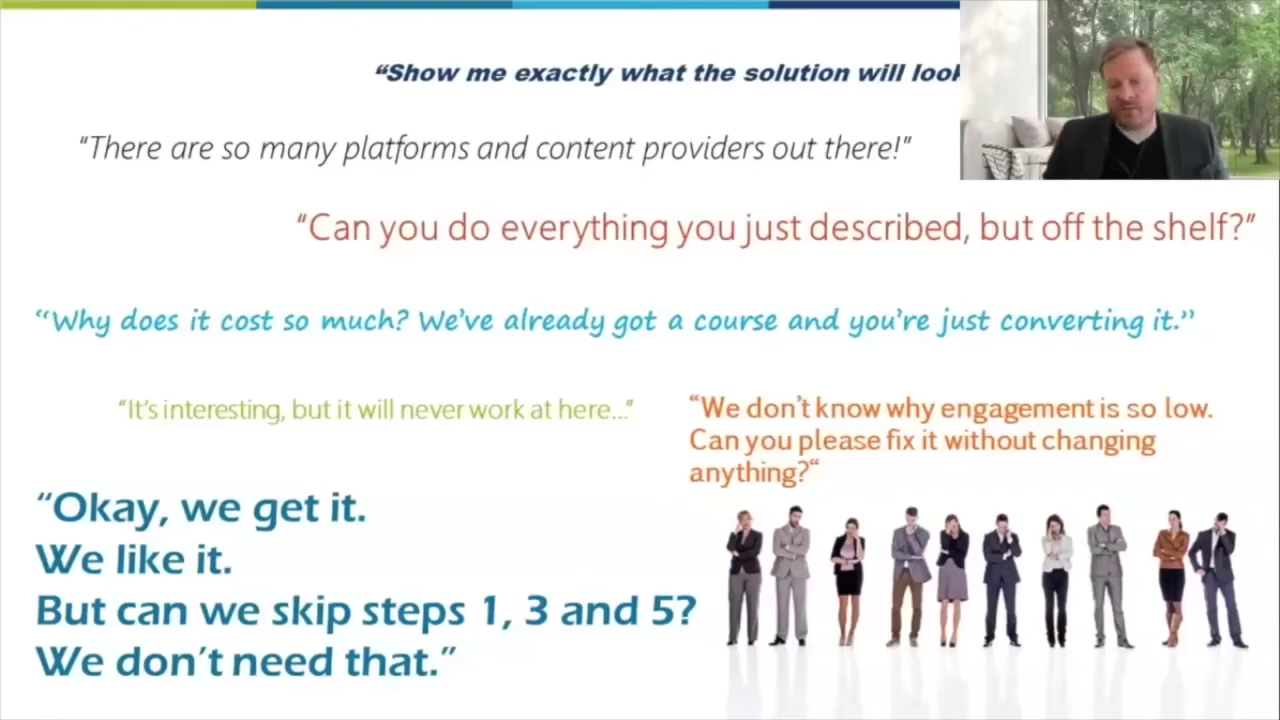 “Show me exactly what the solution will look
“There are so many platforms and content providers out there!”
“Can you do everything you just described, but off the shelf?”
“Why does it cost so much? We’ve already got a course and you’re just converting it.”
“It’s interesting, but it will never work at here...”
“We don’t know why engagement is so low.
Can you please fix it without changing
anything?“
“Okay, we get it.
We like it.
But can we skip steps 1, 3 and 5?
We don’t need that.”